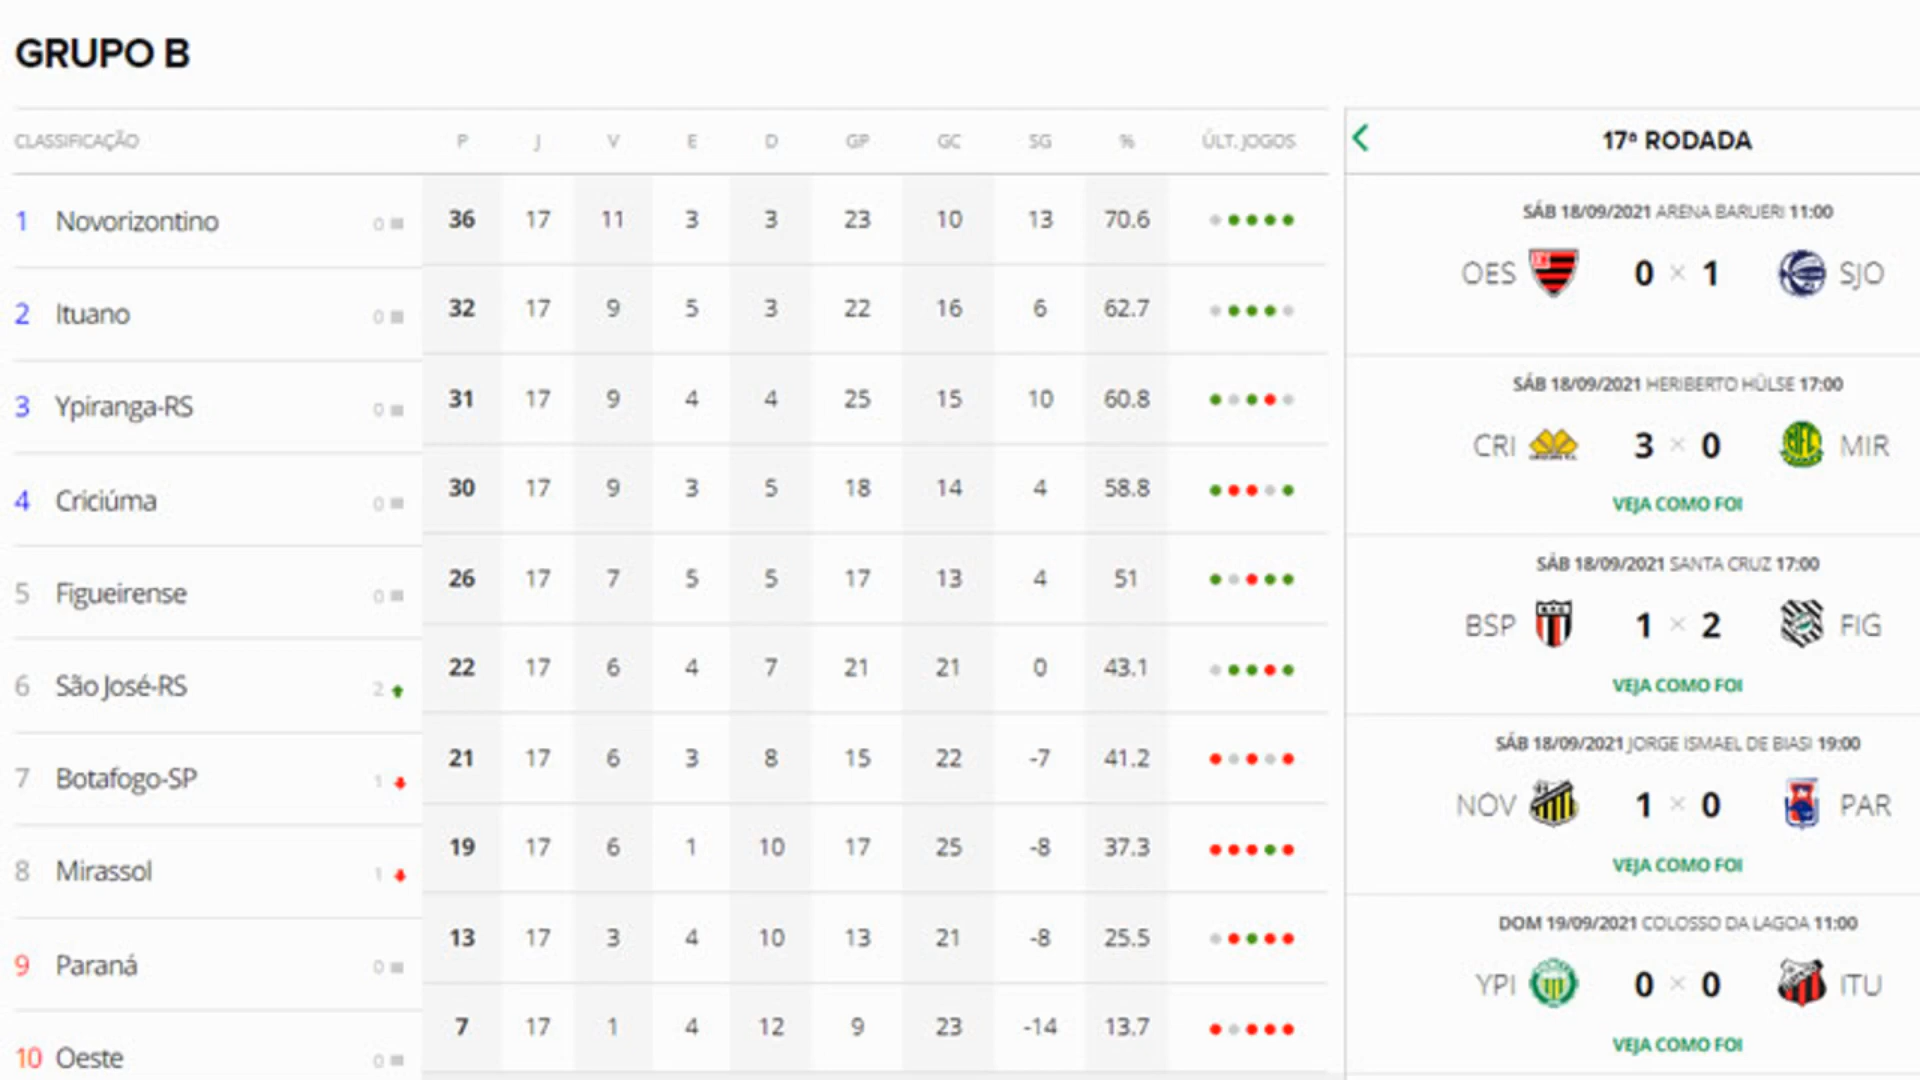 GRUPO B
CLASSIFICAÇÃO P J V E D GP GC SG % ÚLT. JOGOS
1 Novorizontino 0 36 17 11 3 3 23 10 13 70.6
2 Ituano 0 32 17 9 5 3 22 16 6 62.7
3 Ypiranga-RS 0 31 17 9 4 4 25 15 10 60.8
4 Criciúma 0 30 17 9 3 5 18 14 4 58.8
5 Figueirense 0 26 17 7 5 5 17 13 4 51
6 São José-RS 2 22 17 6 4 7 21 21 0 43.1
7 Botafogo-SP 1 21 17 6 3 8 15 22 -7 41.2
8 Mirassol 1 19 17 6 1 10 17 25 -8 37.3
9 Paraná 0 13 17 3 4 10 13 21 -8 25.5
10 Oeste 0 7 17 1 4 12 9 23 -14 13.7
17ª RODADA
SÁB 18/09/2021 ARENA BARUERI 11:00
OES 0 × 1 SJO
SÁB 18/09/2021 HERIBERTO HÜLSE 17:00
CRI 3 × 0 MIR
VEJA COMO FOI
SÁB 18/09/2021 SANTA CRUZ 17:00
BSP 1 × 2 FIG
VEJA COMO FOI
SÁB 18/09/2021 JORGE ISMAEL DE BIASI 19:00
NOV 1 × 0 PAR
VEJA COMO FOI
DOM 19/09/2021 COLOSSO DA LAGOA 11:00
YPI 0 × 0 ITU
VEJA COMO FOI